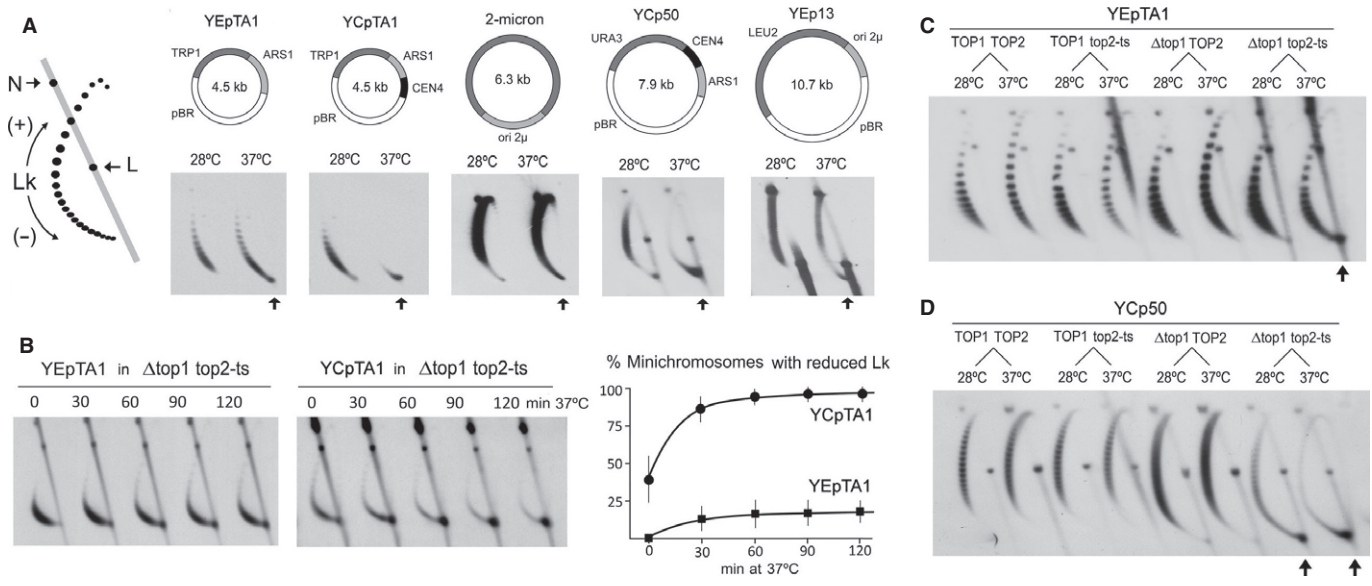 A
N
(+)
Lk
(−)
L
YEpTA1
TRP1
ARS1
4.5 kb
pBR
28ºC 37ºC
YCpTA1
TRP1
ARS1
CEN4
4.5 kb
pBR
28ºC 37ºC
2-micron
6.3 kb
ori 2µ
28ºC 37ºC
YCp50
URA3
CEN4
7.9 kb
ARS1
pBR
28ºC 37ºC
YEp13
LEU2
ori 2µ
10.7 kb
pBR
28ºC 37ºC
B
YEpTA1 in Δtop1 top2-ts
0 30 60 90 120
YCpTA1 in Δtop1 top2-ts
0 30 60 90 120 min 37ºC
% Minichromosomes with reduced Lk
100
75
50
25
YCpTA1
YEpTA1
0 30 60 90 120
min at 37ºC
C
YEpTA1
TOP1 TOP2 TOP1 top2-ts Δtop1 TOP2 Δtop1 top2-ts
28ºC 37ºC 28ºC 37ºC 28ºC 37ºC 28ºC 37ºC
D
YCp50
TOP1 TOP2 TOP1 top2-ts Δtop1 TOP2 Δtop1 top2-ts
28ºC 37ºC 28ºC 37ºC 28ºC 37ºC 28ºC 37ºC